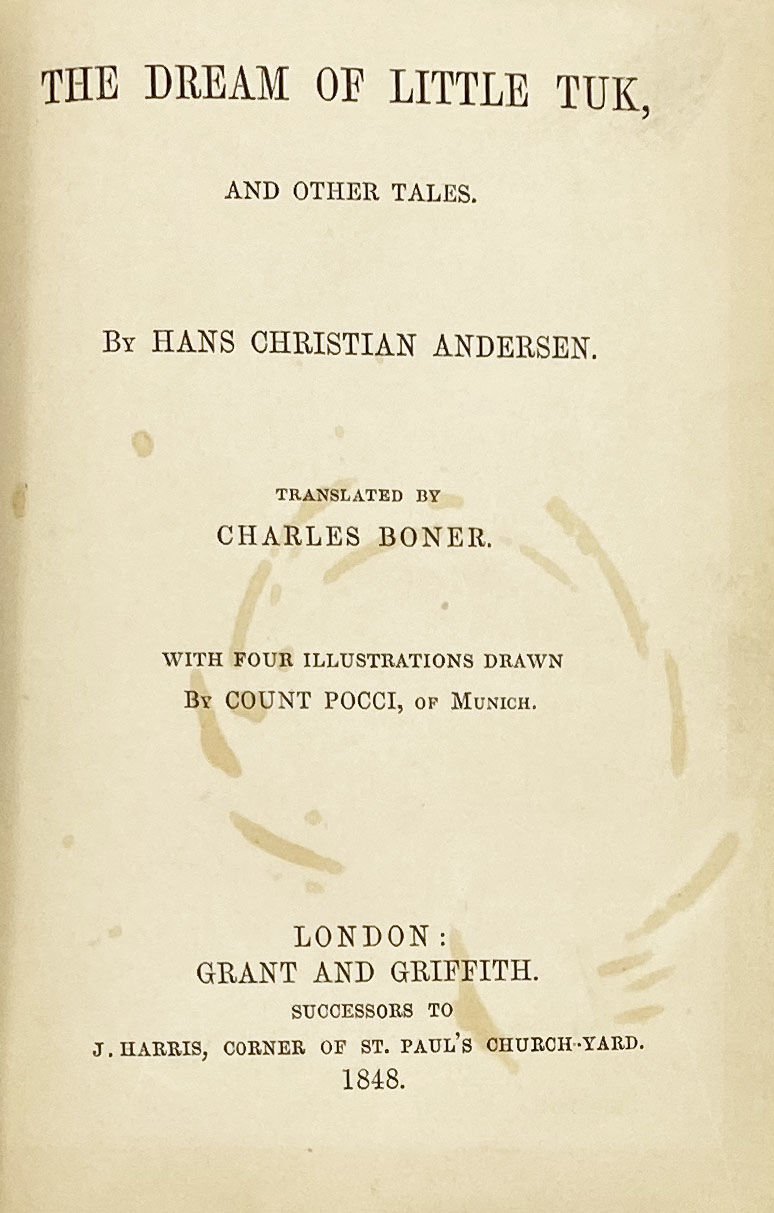 THE DREAM OF LITTLE TUK,
AND OTHER TALES.
BY HANS CHRISTIAN ANDERSEN.
TRANSLATED BY
CHARLES BONER.
WITH FOUR ILLUSTRATIONS DRAWN
BY COUNT POCCI, OF MUNICH.
LONDON:
GRANT AND GRIFFITH.
SUCCESSORS TO
J. HARRIS, CORNER OF ST. PAUL'S CHURCH-YARD.
1848.